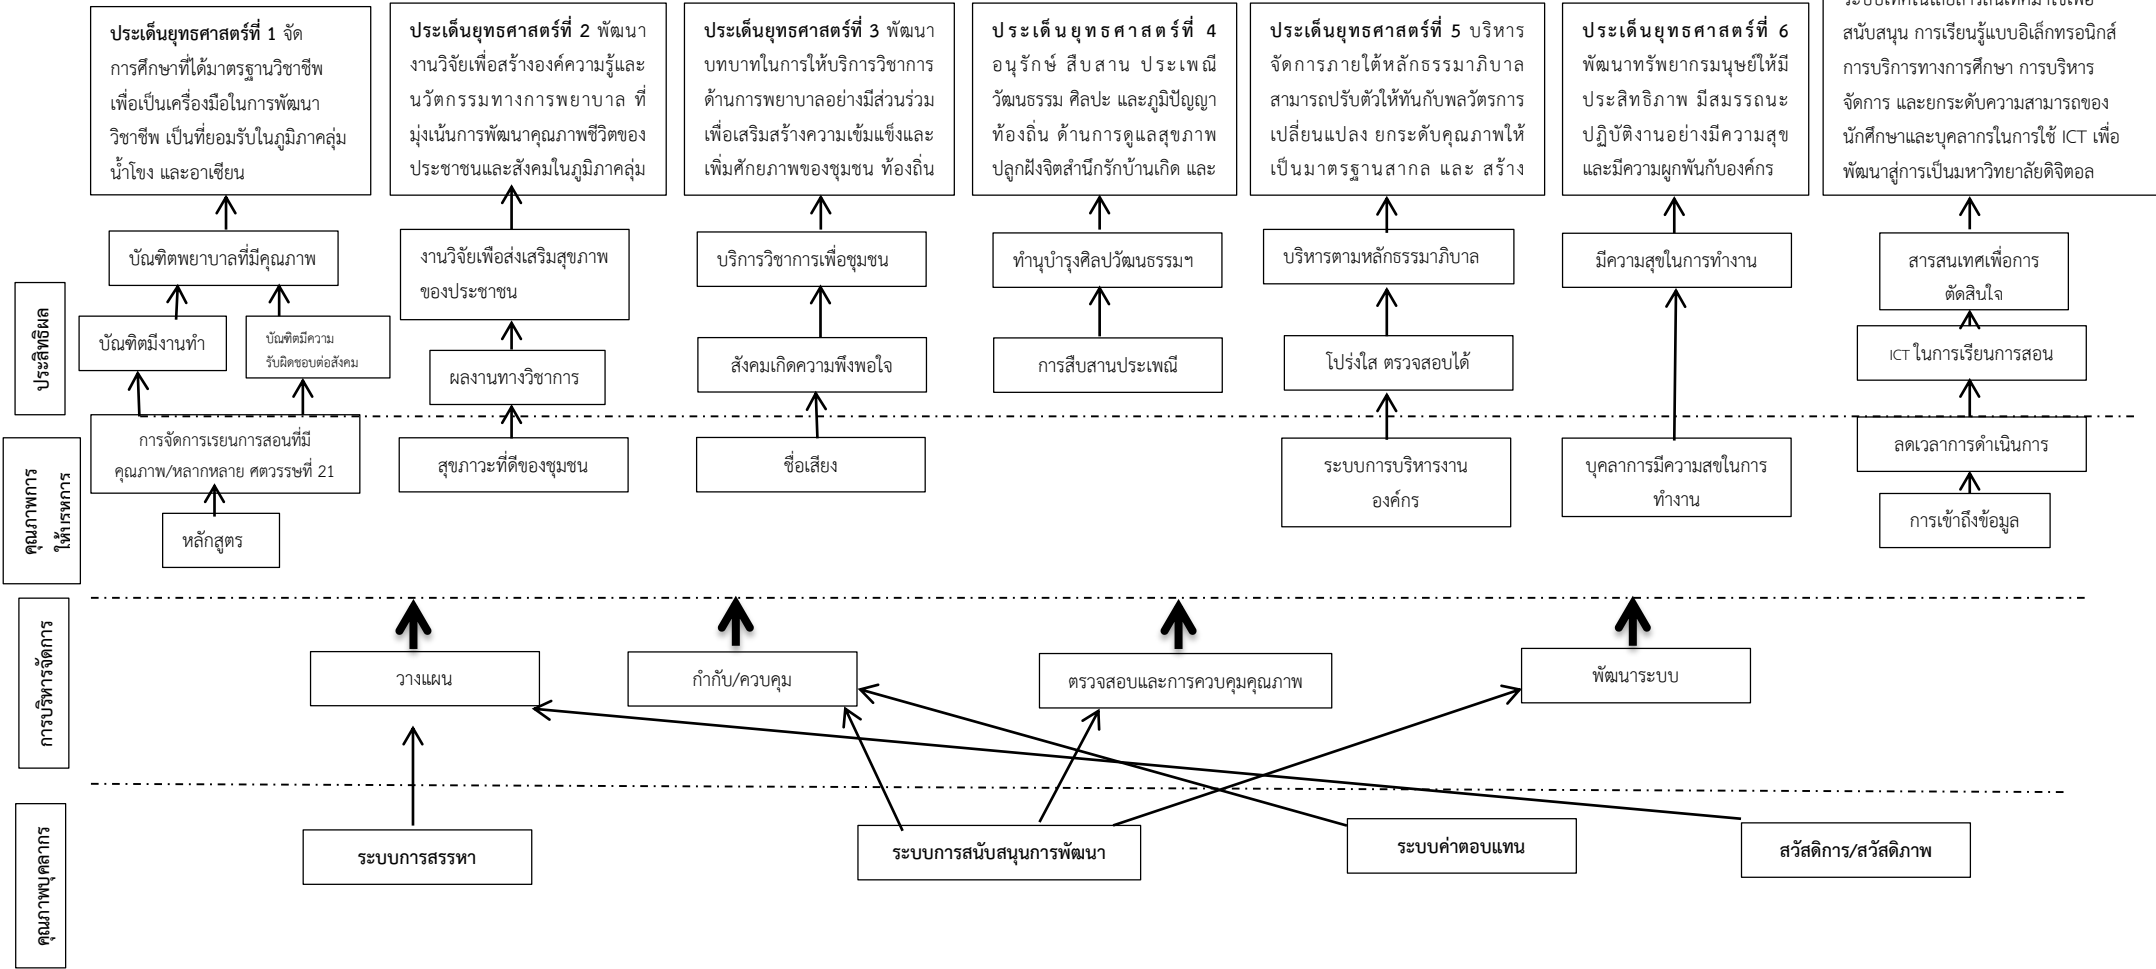 ประเด็นยุทธศาสตร์ที่ 1 จัด
การศึกษาที่ได้มาตรฐานวิชาชีพ
เพื่อเป็นเครื่องมือในการพัฒนา
วิชาชีพ เป็นที่ยอมรับในภูมิภาคลุ่ม
น้ำโขง และอาเซียน
ประเด็นยุทธศาสตร์ที่ 2 พัฒนา
งานวิจัยเพื่อสร้างองค์ความรู้และ
นวัตกรรมทางการพยาบาล ที่
มุ่งเน้นการพัฒนาคุณภาพชีวิตของ
ประชาชนและสังคมในภูมิภาคลุ่ม
ประเด็นยุทธศาสตร์ที่ 3 พัฒนา
บทบาทในการให้บริการวิชาการ
ด้านการพยาบาลอย่างมีส่วนร่วม
เพื่อเสริมสร้างความเข้มแข็งและ
เพิ่มศักยภาพของชุมชน ท้องถิ่น
ประเด็นยุทธศาสตร์ที่ 4
อนุรักษ์ สืบสาน ประเพณี
วัฒนธรรม ศิลปะ และภูมิปัญญา
ท้องถิ่น ด้านการดูแลสุขภาพ
ปลูกฝังจิตสำนึกรักบ้านเกิด และ
ประเด็นยุทธศาสตร์ที่ 5 บริหาร
จัดการภายใต้หลักธรรมาภิบาล
สามารถปรับตัวให้ทันกับพลวัตรการ
เปลี่ยนแปลง ยกระดับคุณภาพให้
เป็นมาตรฐานสากล และ สร้าง
ประเด็นยุทธศาสตร์ที่ 6
พัฒนาทรัพยากรมนุษย์ให้มี
ประสิทธิภาพ มีสมรรถนะ
ปฏิบัติงานอย่างมีความสุข
และมีความผูกพันกับองค์กร
สนับสนุน การเรียนรู้แบบอิเล็กทรอนิกส์
การบริการทางการศึกษา การบริหาร
จัดการ และยกระดับความสามารถของ
นักศึกษาและบุคลากรในการใช้ ICT เพื่อ
พัฒนาสู่การเป็นมหาวิทยาลัยดิจิตอล
ประสิทธิผล
บัณฑิตพยาบาลที่มีคุณภาพ
งานวิจัยเพื่อส่งเสริมสุขภาพ
ของประชาชน
บริการวิชาการเพื่อชุมชน
ทำนุบำรุงศิลปวัฒนธรรมฯ
บริหารตามหลักธรรมาภิบาล
มีความสุขในการทำงาน
สารสนเทศเพื่อการ
ตัดสินใจ
บัณฑิตมีงานทำ
บัณฑิตมีความ
รับผิดชอบต่อสังคม
ผลงานทางวิชาการ
สังคมเกิดความพึงพอใจ
การสืบสานประเพณี
โปร่งใส ตรวจสอบได้
ICT ในการเรียนการสอน
คุณภาพการ
ให้บรหการ
การจัดการเรยนการสอนที่มี
คุณภาพ/หลากหลาย ศตวรรษที่ 21
สุขภาวะที่ดีของชุมชน
ชื่อเสียง
ระบบการบริหารงาน
องค์กร
บุคลาการมีความสขในการ
ทำงาน
ลดเวลาการดำเนินการ
หลักสูตร
การเข้าถึงข้อมูล
การบริหารจัดการ
วางแผน
กำกับ/ควบคุม
ตรวจสอบและการควบคุมคุณภาพ
พัฒนาระบบ
คุณภาพบุคลากร
ระบบการสรรหา
ระบบการสนับสนุนการพัฒนา
ระบบค่าตอบแทน
สวัสดิการ/สวัสดิภาพ